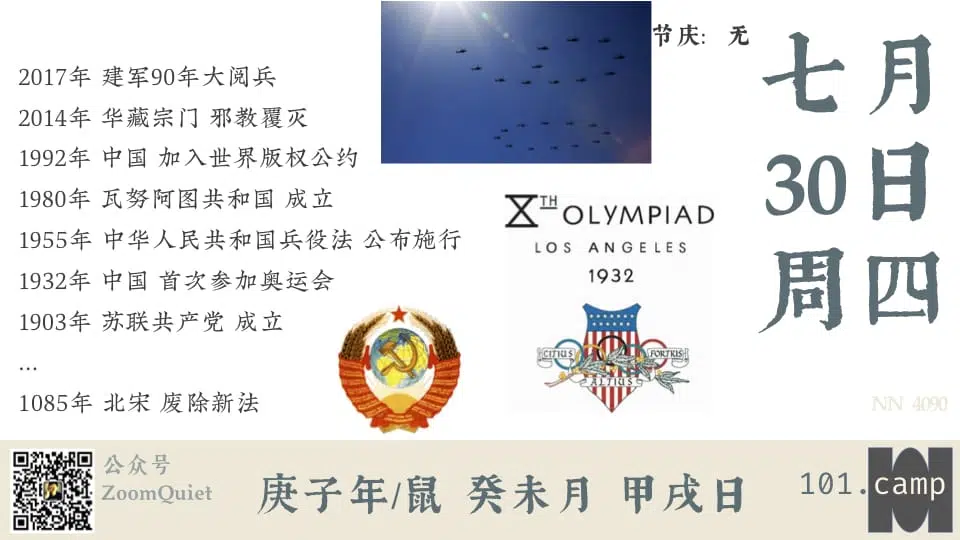 节庆: 无
七月
30日
周四
2017年 建军90年大阅兵
2014年 华藏宗门 邪教覆灭
1992年 中国 加入世界版权公约
1980年 瓦努阿图共和国 成立
1955年 中华人民共和国兵役法 公布施行
1932年 中国 首次参加奥运会
1903年 苏联共产党 成立
...
1085年 北宋 废除新法
XTH OLYMPIAD
LOS ANGELES
1932
CITIUS FORTIUS
ALTIUS
NN 4090
公众号
ZoomQuiet
庚子年/鼠 癸未月 甲戌日
101.camp